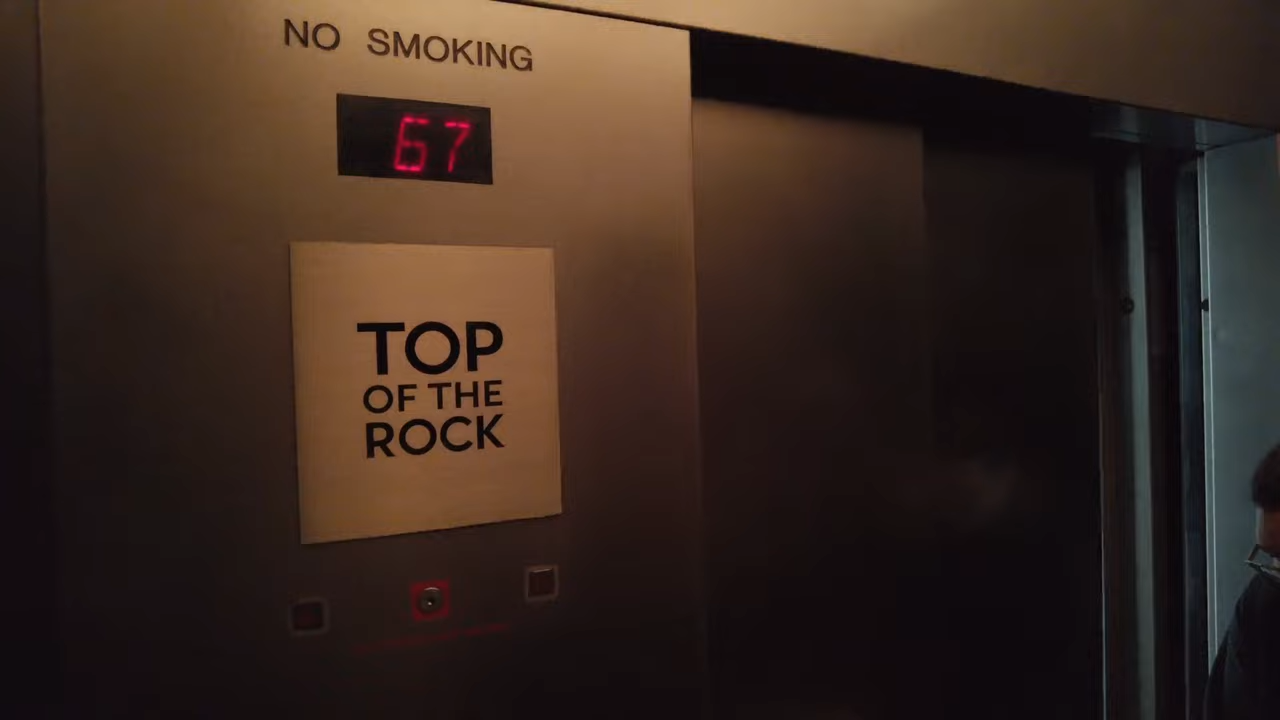 NO SMOKING
67
TOP
OF THE
ROCK